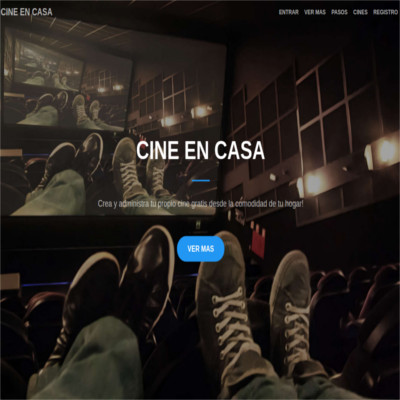 CINE EN CASA
ENTRAR VER MAS PASOS CINES REGISTRO
CINE EN CASA
Crea y administra tu propio cine gratis desde la comodidad de tu hogar!
VER MAS